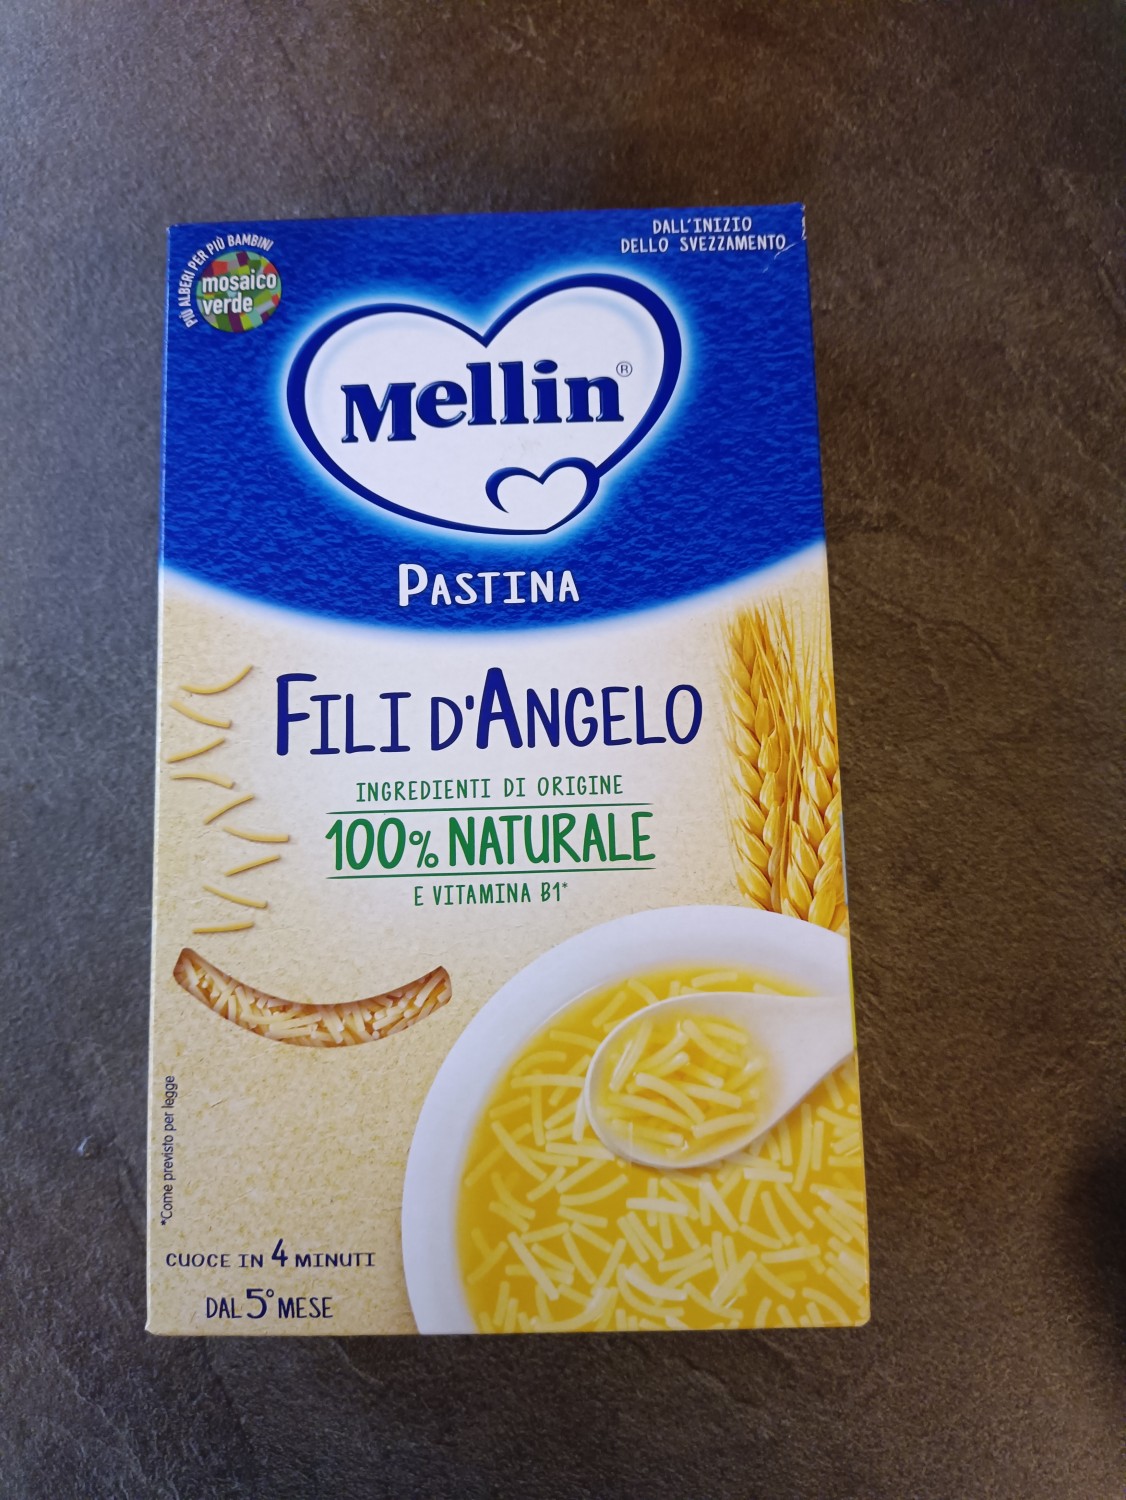 PIÙ ALBERI PER PIÙ BAMBINI
mosaico
verde
DALL'INIZIO
DELLO SVEZZAMENTO
Mellin®
PASTINA
FILI D'ANGELO
INGREDIENTI DI ORIGINE
100% NATURALE
E VITAMINA B1*
*Come previsto per legge
CUOCE IN 4 MINUTI
DAL 5° MESE